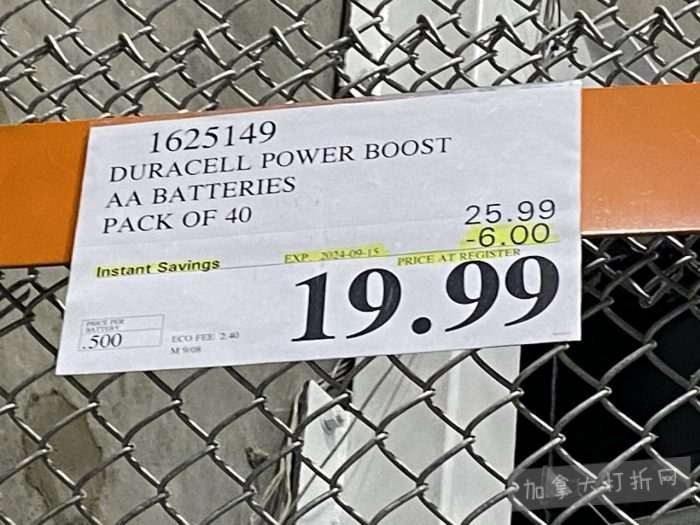 1625149
DURACELL POWER BOOST
AA BATTERIES
PACK OF 40
25.99
-6.00
Instant Savings EXP. 2024-09-15 PRICE AT REGISTER
19.99
PRICE PER
BATTERY
.500
ECO FEE 2.40
M 9/08
加拿大打折网